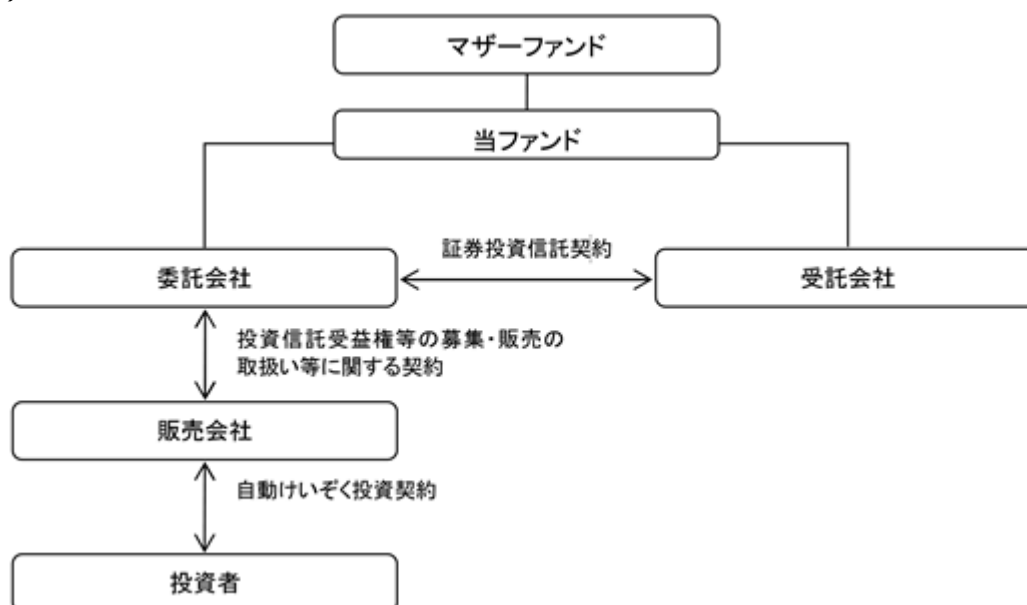 マザーファンド
当ファンド
証券投資信託契約
委託会社
受託会社
投資信託受益権等の募集・販売の
取扱い等に関する契約
販売会社
自動けいぞく投資契約
投資者